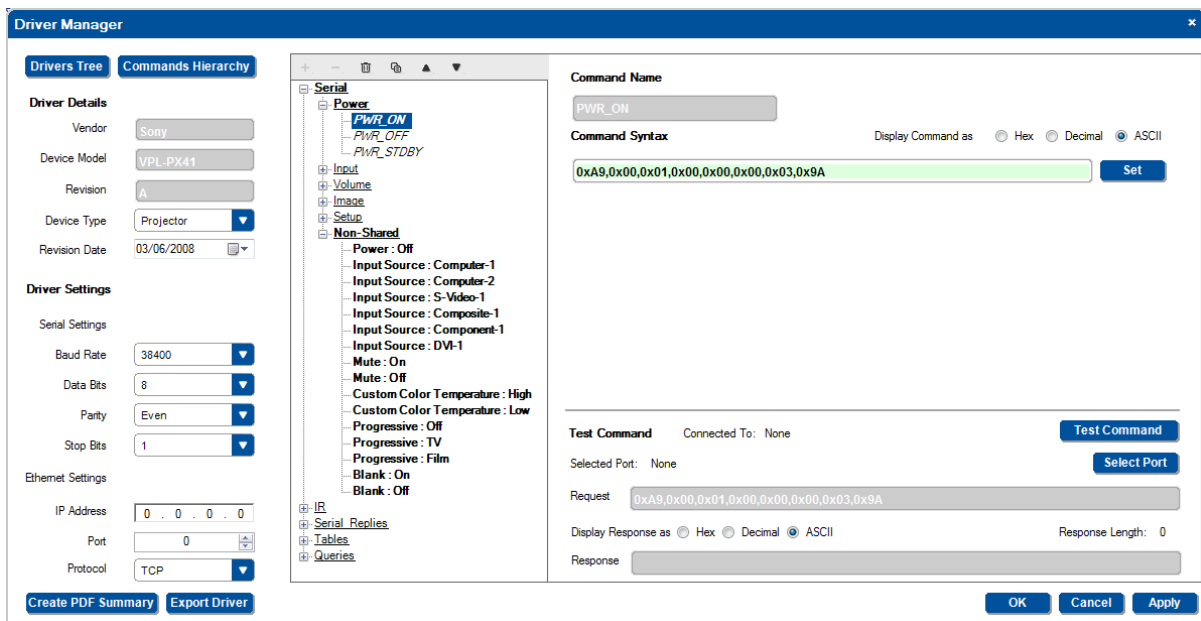 Driver Manager
Drivers Tree
Commands Hierarchy
Driver Details
Vendor
Sony
Device Model
VPL-PX41
Revision
A
Device Type
Projector
Revision Date
03/06/2008
Driver Settings
Serial Settings
Baud Rate
38400
Data Bits
8
Parity
Even
Stop Bits
1
Ethernet Settings
IP Address
0 . 0 . 0 . 0
Port
0
Protocol
TCP
Create PDF Summary
Export Driver
Serial
Power
PWR_ON
PWR_OFF
PWR_STDBY
Input
Volume
Image
Setup
Non-Shared
Power : Off
Input Source : Computer-1
Input Source : Computer-2
Input Source : S-Video-1
Input Source : Composite-1
Input Source : Component-1
Input Source : DVI-1
Mute : On
Mute : Off
Custom Color Temperature : High
Custom Color Temperature : Low
Progressive : Off
Progressive : TV
Progressive : Film
Blank : On
Blank : Off
IR
Serial_Replies
Tables
Queries
Command Name
PWR_ON
Command Syntax
Display Command as Hex Decimal ASCII
0xA9,0x00,0x01,0x00,0x00,0x00,0x03,0x9A
Set
Test Command Connected To: None
Test Command
Selected Port: None
Select Port
Request
0xA9,0x00,0x01,0x00,0x00,0x00,0x03,0x9A
Display Response as Hex Decimal ASCII
Response Length: 0
Response
OK
Cancel
Apply